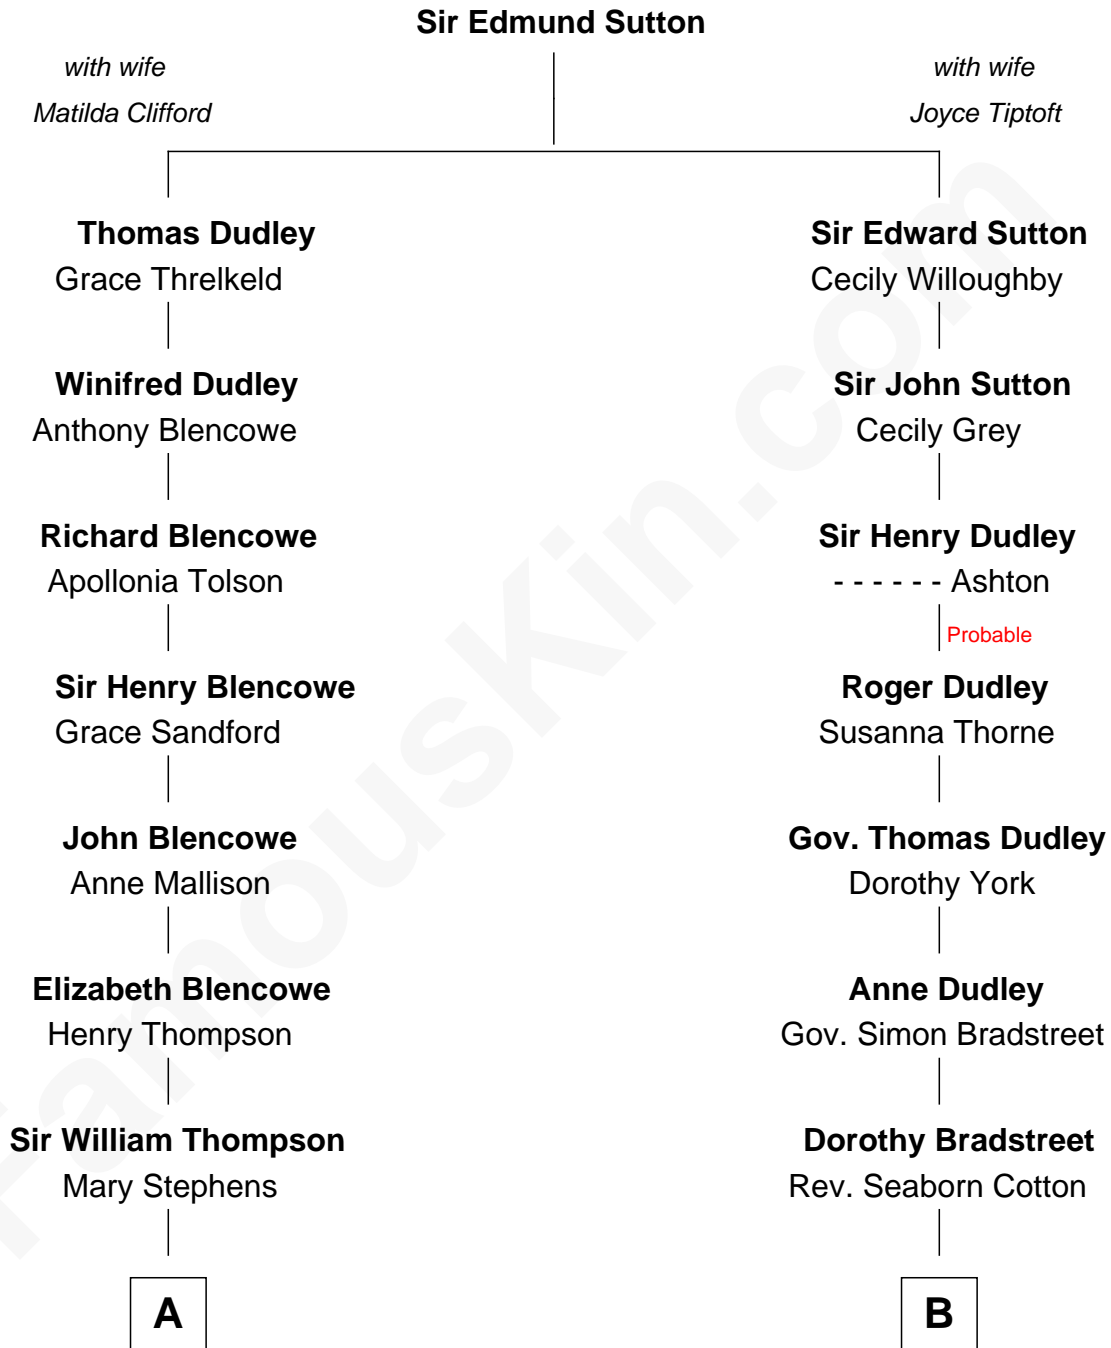 Sir Edmund Sutton
with wife
Matilda Clifford
with wife
Joyce Tiptoft
Thomas Dudley
Grace Threlkeld
Sir Edward Sutton
Cecily Willoughby
Winifred Dudley
Anthony Blencowe
Sir John Sutton
Cecily Grey
Richard Blencowe
Apollonia Tolson
Sir Henry Dudley
- - - - - - Ashton
Probable
Sir Henry Blencowe
Grace Sandford
Roger Dudley
Susanna Thorne
John Blencowe
Anne Mallison
Gov. Thomas Dudley
Dorothy York
Elizabeth Blencowe
Henry Thompson
Anne Dudley
Gov. Simon Bradstreet
Sir William Thompson
Mary Stephens
Dorothy Bradstreet
Rev. Seaborn Cotton
A
B
FamousKin.com